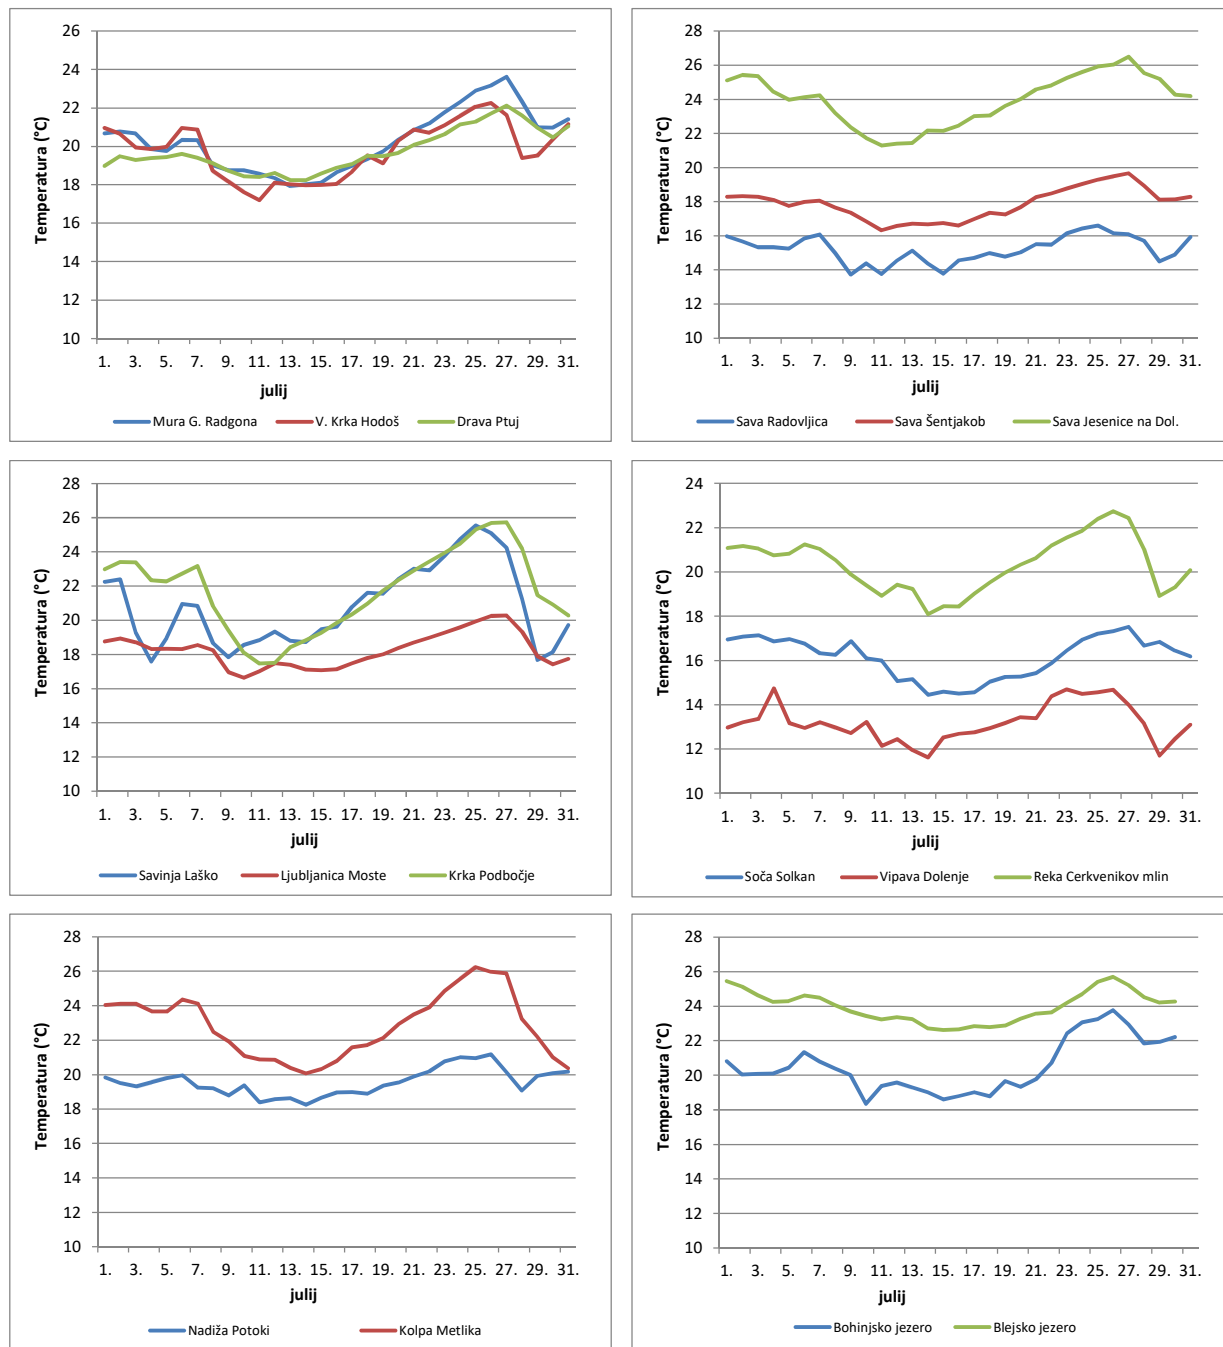 26
24
22
20
18
16
14
12
10
Temperatura (°C)
1. 3. 5. 7. 9. 11. 13. 15. 17. 19. 21. 23. 25. 27. 29. 31.
julij
Mura G. Radgona V. Krka Hodoš Drava Ptuj
28
26
24
22
20
18
16
14
12
10
Temperatura (°C)
1. 3. 5. 7. 9. 11. 13. 15. 17. 19. 21. 23. 25. 27. 29. 31.
julij
Sava Radovljica Sava Šentjakob Sava Jesenice na Dol.
28
26
24
22
20
18
16
14
12
10
Temperatura (°C)
1. 3. 5. 7. 9. 11. 13. 15. 17. 19. 21. 23. 25. 27. 29. 31.
julij
Savinja Laško Ljubljanica Moste Krka Podbočje
24
22
20
18
16
14
12
10
Temperatura (°C)
1. 3. 5. 7. 9. 11. 13. 15. 17. 19. 21. 23. 25. 27. 29. 31.
julij
Soča Solkan Vipava Dolenje Reka Cerkvenikov mlin
28
26
24
22
20
18
16
14
12
10
Temperatura (°C)
1. 3. 5. 7. 9. 11. 13. 15. 17. 19. 21. 23. 25. 27. 29. 31.
julij
Nadiža Potoki Kolpa Metlika
28
26
24
22
20
18
16
14
12
10
Temperatura (°C)
1. 3. 5. 7. 9. 11. 13. 15. 17. 19. 21. 23. 25. 27. 29. 31.
julij
Bohinjsko jezero Blejsko jezero